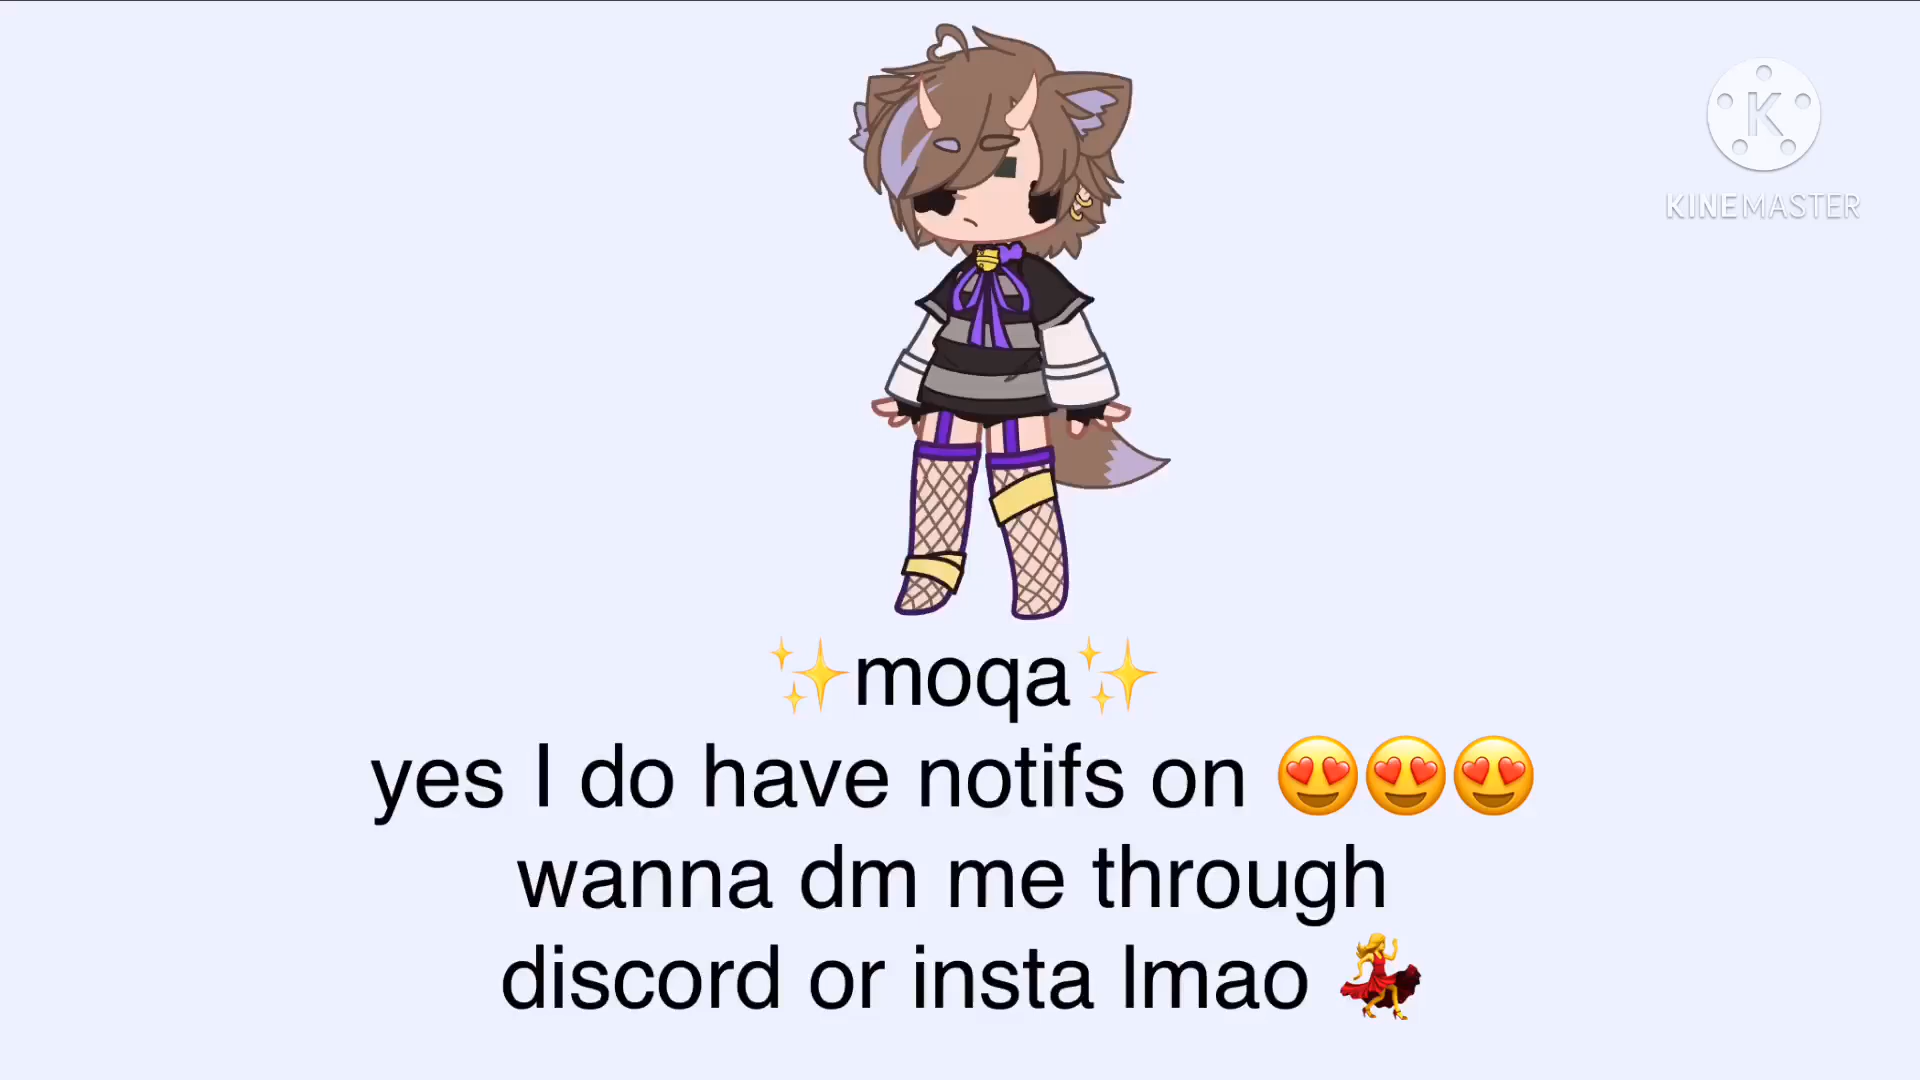 K
KINEMASTER
✨moqa✨
yes I do have notifs on 😍😍😍
wanna dm me through
discord or insta lmao 💃